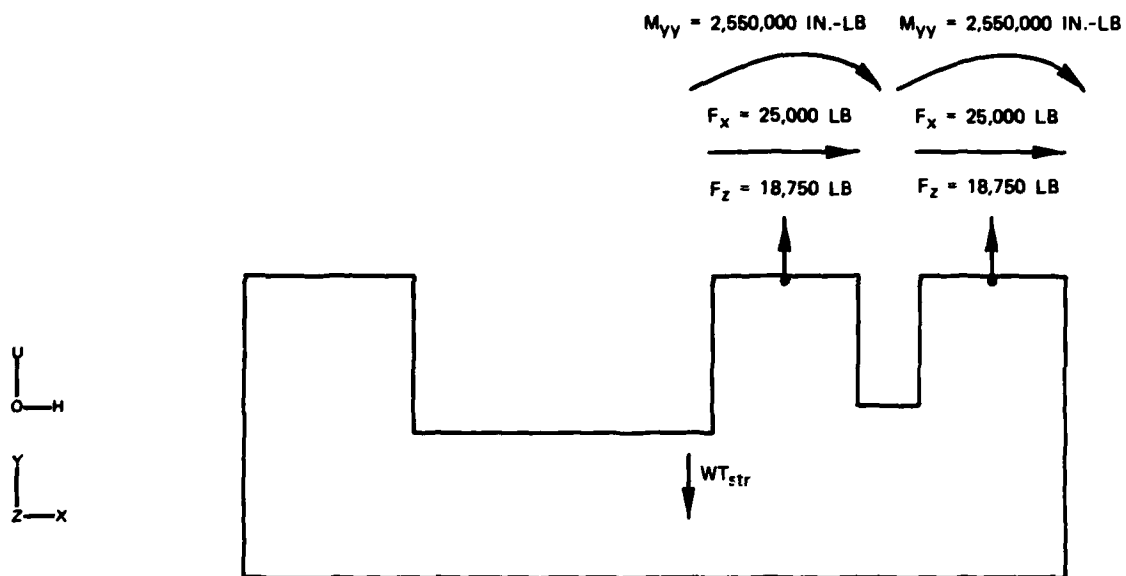 M_yy = 2,550,000 IN.-LB M_yy = 2,550,000 IN.-LB
F_x = 25,000 LB F_x = 25,000 LB
F_z = 18,750 LB F_z = 18,750 LB
U
O H
WT_str
Y
Z X